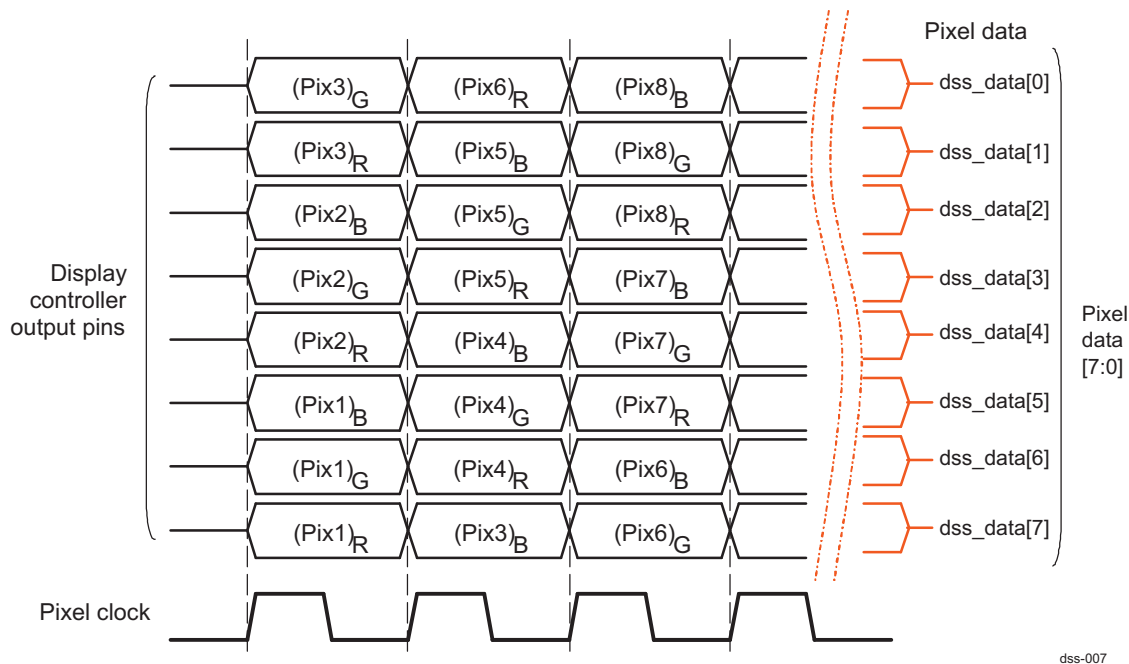 Pixel data
(Pix3)G (Pix6)R (Pix8)B dss_data[0]
(Pix3)R (Pix5)B (Pix8)G dss_data[1]
(Pix2)B (Pix5)G (Pix8)R dss_data[2]
(Pix2)G (Pix5)R (Pix7)B dss_data[3]
(Pix2)R (Pix4)B (Pix7)G dss_data[4]
(Pix1)B (Pix4)G (Pix7)R dss_data[5]
(Pix1)G (Pix4)R (Pix6)B dss_data[6]
(Pix1)R (Pix3)B (Pix6)G dss_data[7]
Display
controller
output pins
Pixel
data
[7:0]
Pixel clock
dss-007